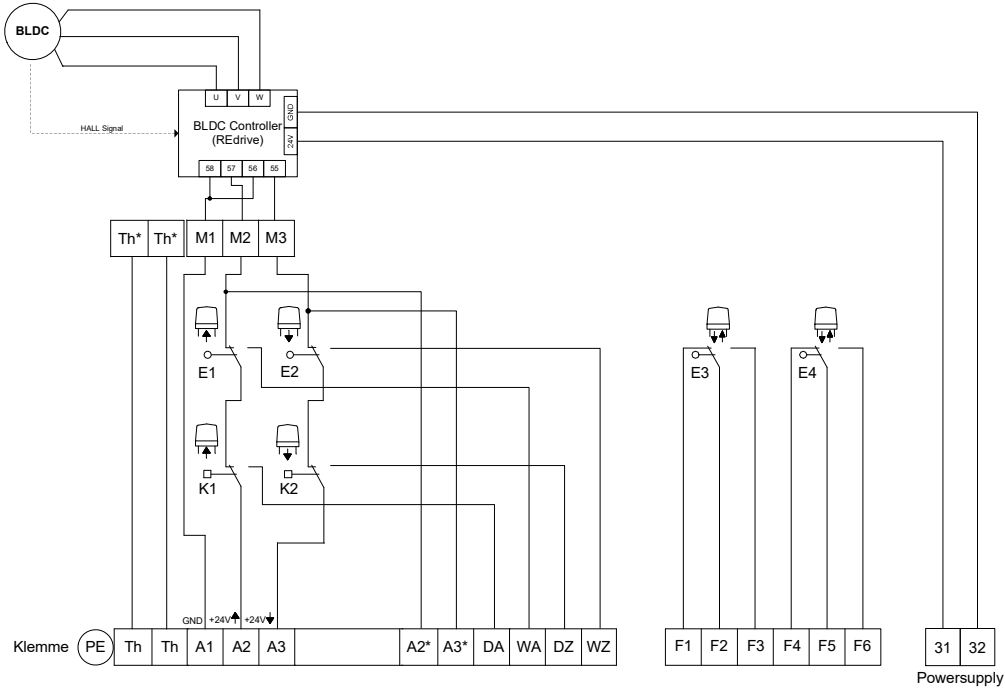 BLDC
U V W
GND
HALL Signal
BLDC Controller
(REdrive)
24V
58 57 56 55
Th* Th* M1 M2 M3
E1 E2 E3 E4
K1 K2
GND +24V +24V
Klemme PE Th Th A1 A2 A3 A2* A3* DA WA DZ WZ F1 F2 F3 F4 F5 F6 31 32
Powersupply